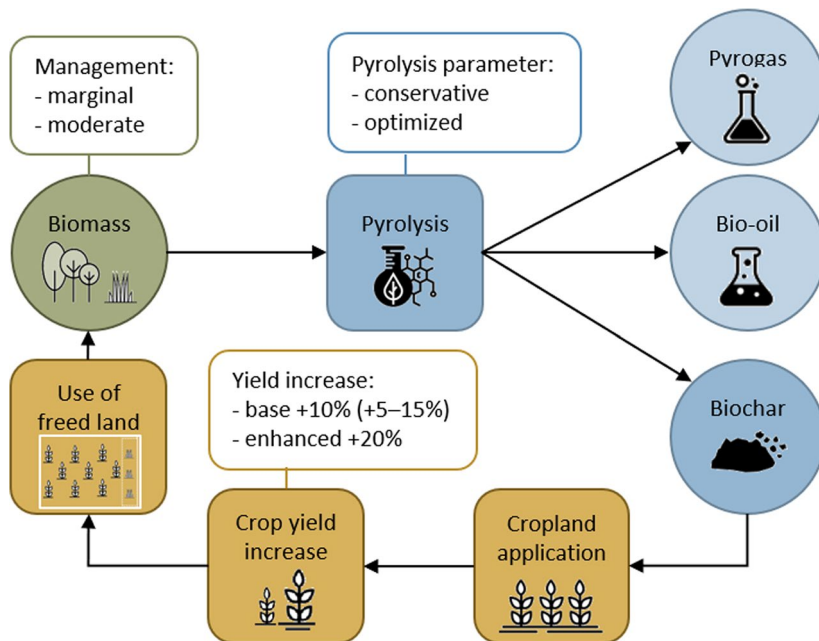 Management:
- marginal
- moderate
Pyrolysis parameter:
- conservative
- optimized
Pyrogas
Biomass
Pyrolysis
Bio-oil
Use of
freed land
Yield increase:
- base +10% (+5–15%)
- enhanced +20%
Biochar
Crop yield
increase
Cropland
application